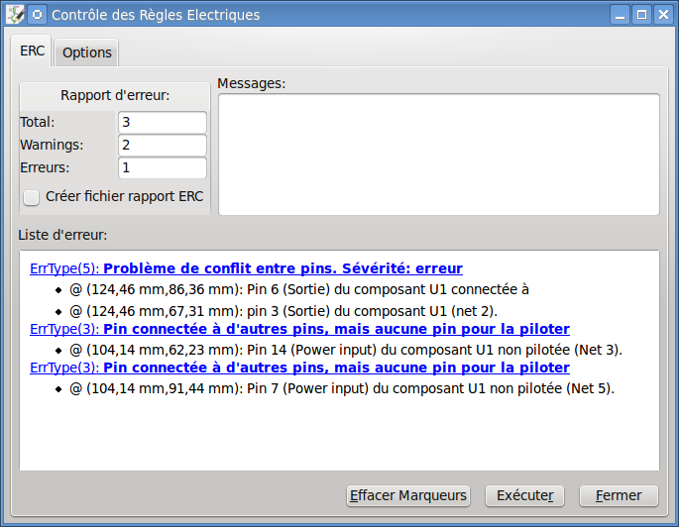 Contrôle des Règles Electriques
ERC
Options
Rapport d'erreur:
Total:
3
Warnings:
2
Erreurs:
1
Créer fichier rapport ERC
Messages:
Liste d'erreur:
ErrType(5): Problème de conflit entre pins. Sévérité: erreur
◆ @ (124,46 mm,86,36 mm): Pin 6 (Sortie) du composant U1 connectée à
◆ @ (124,46 mm,67,31 mm): pin 3 (Sortie) du composant U1 (net 2).
ErrType(3): Pin connectée à d'autres pins, mais aucune pin pour la piloter
◆ @ (104,14 mm,62,23 mm): Pin 14 (Power input) du composant U1 non pilotée (Net 3).
ErrType(3): Pin connectée à d'autres pins, mais aucune pin pour la piloter
◆ @ (104,14 mm,91,44 mm): Pin 7 (Power input) du composant U1 non pilotée (Net 5).
Effacer Marqueurs
Exécuter
Fermer